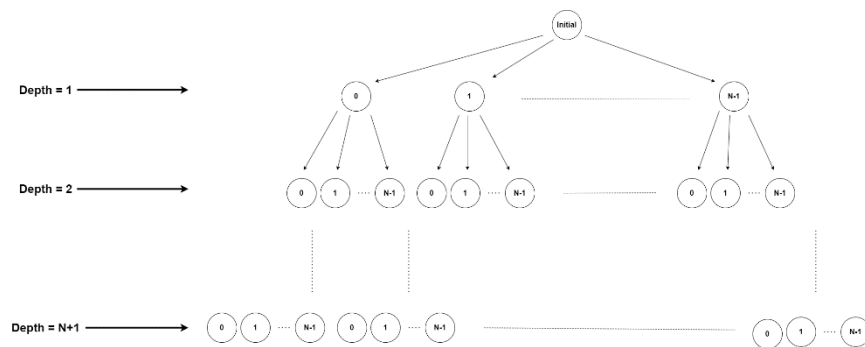 Initial
Depth = 1
0 1 N-1
Depth = 2
0 1 N-1 0 1 N-1 0 1 N-1
Depth = N+1
0 1 N-1 0 1 N-1 0 1 N-1